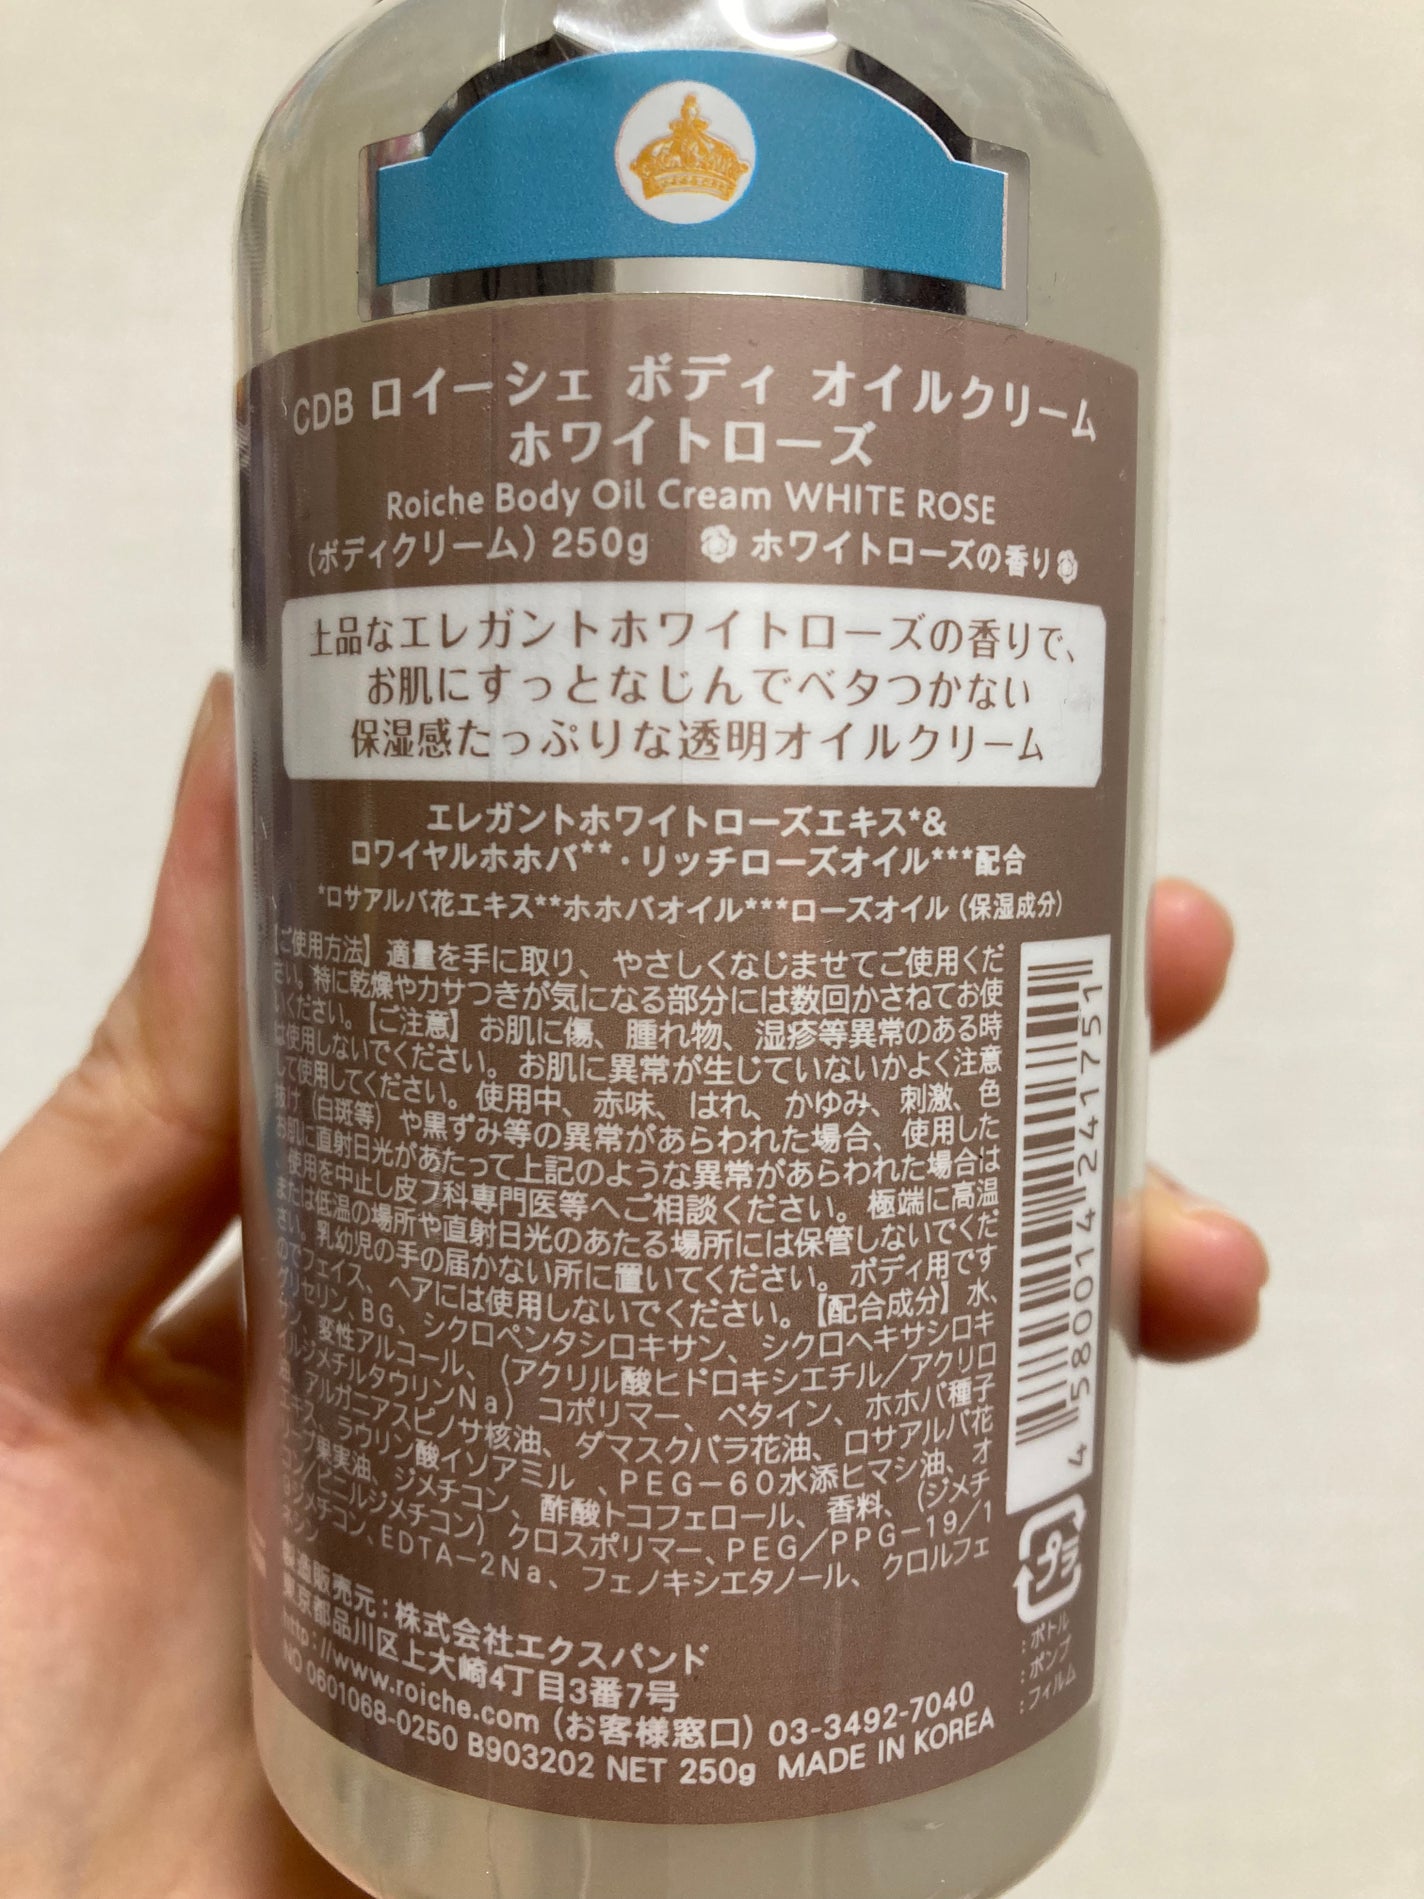 CDB ロイーシェ ボディ オイルクリーム
ホワイトローズ
Roiche Body Oil Cream WHITE ROSE
(ボディクリーム) 250g ホワイトローズの香り
上品なエレガントホワイトローズの香りで、
お肌にすっとなじんでベタつかない
保湿感たっぷりな透明オイルクリーム
エレガントホワイトローズエキス*&
ロワイヤルホホバ**・リッチローズオイル***配合
*ロサアルバ花エキス**ホホバオイル***ローズオイル (保湿成分)
【ご使用方法】 適量を手に取り、 やさしくなじませてご使用くだ
さい。特に乾燥やカサつきが気になる部分には数回かさねてお使
いください。【ご注意】 お肌に傷、 腫れ物、 湿疹等異常のある時
は使用しないでください。 お肌に異常が生じていないかよく注意
して使用してください。 使用中、 赤味、 はれ、 かゆみ、 刺激、 色
抜け (白斑等) や黒ずみ等の異常があらわれた場合、 使用した
お肌に直射日光があたって上記のような異常があらわれた場合は
ご使用を中止し皮フ科専門医等へご相談ください。 極端に高温
または低温の場所や直射日光のあたる場所には保管しないでくだ
さい。乳幼児の手の届かない所に置いてください。 ボディ用です
のでフェイス、 ヘアには使用しないでください。 【配合成分】 水、
グリセリン、BG、 シクロペンタシロキサン、 シクロヘキサシロキ
サン、 変性アルコール、 (アクリル酸ヒドロキシエチル／アクリロ
イルジメチルタウリンNa) コポリマー、 ベタイン、 ホホバ種子
油、 アルガニアスピノサ核油、 ダマスクバラ花油、 ロサアルバ花
エキス、 ラウリン酸イソアミル 、PEG－60水添ヒマシ油、 オ
リーブ果実油、 ジメチコン、 酢酸トコフェロール、 香料、 (ジメチ
コン/ビニルジメチコン) クロスポリマー、PEG／PPG－19/1
9ジメチコン、EDTA－2Na、 フェノキシエタノール、 クロルフェ
ネシン
製造販売元：株式会社エクスパンド
東京都品川区上大崎4丁目3番7号
http://www.roiche.com (お客様窓口) 03-3492-7040
NO 0601068-0250 B903202 NET 250g MADE IN KOREA
4 580014 241751
プラ
：ボトル
：ポンプ
：フィルム